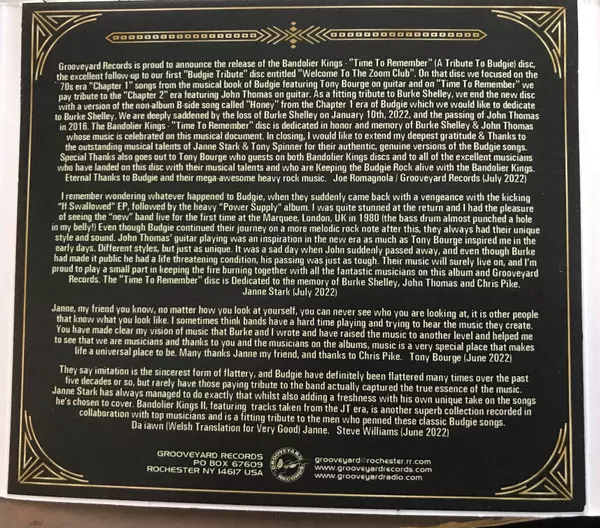 Grooveyard Records is proud to announce the release of the Bandolier Kings - "Time To Remember" (A Tribute To Budgie) disc,
the excellent follow-up to our first "Budgie Tribute" disc entitled "Welcome To The Zoom Club". On that disc we focused on the
70s era "Chapter 1" songs from the musical book of Budgie featuring Tony Bourge on guitar and on "Time To Remember" we
pay tribute to the "Chapter 2" era featuring John Thomas on guitar. As a fitting tribute to Burke Shelley, we end the new disc
with a version of the non-album B-side song called "Honey" from the Chapter 1 era of Budgie which we would like to dedicate
to Burke Shelley. We are deeply saddened by the loss of Burke Shelley on January 10th, 2022, and the passing of John Thomas
in 2016. The Bandolier Kings - "Time To Remember" disc is dedicated in honor and memory of Burke Shelley & John Thomas
whose music is celebrated on this musical document. In closing, I would like to extend my deepest gratitude & Thanks to
the outstanding musical talents of Janne Stark & Tony Spinner for their authentic, genuine versions of the Budgie songs.
Special Thanks also goes out to Tony Bourge who guests on both Bandolier Kings discs and to all of the excellent musicians
who have landed on this disc with their musical talents and who are Keeping the Budgie Rock alive with the Bandolier Kings.
Eternal Thanks to Budgie and their mega-awesome heavy rock music. Joe Romagnola / Grooveyard Records (July 2022)
I remember wondering whatever happened to Budgie, when they suddenly came back with a vengeance with the kicking
"If Swallowed" EP, followed by the heavy "Power Supply" album. I was quite stunned at the return and I had the pleasure
of seeing the "new" band live for the first time at the Marquee, London, UK in 1980 (the bass drum almost punched a hole
in my belly!) Even though Budgie continued their journey on a more melodic rock note after this, they always had their unique
style and sound. John Thomas' guitar playing was an inspiration in the new era as much as Tony Bourge inspired me in the
early days. Different styles, but just as unique. It was a sad day when John suddenly passed away, and even though Burke
had made it public he had a life threatening condition, his passing was just as tough. Their music will surely live on, and I'm
proud to play a small part in keeping the fire burning together with all the fantastic musicians on this album and Grooveyard
Records. The "Time To Remember" disc is Dedicated to the memory of Burke Shelley, John Thomas and Chris Pike.
Janne Stark (July 2022)
Janne, my friend you know, no matter how you look at yourself, you can never see who you are looking at, it is other people
that know what you look like. I sometimes think bands have a hard time playing and trying to hear the music they create.
You have made clear my vision of music that Burke and I wrote and have raised the music to another level and helped me
to see that we are musicians and thanks to you and the musicians on the albums, music is a very special place that makes
life a universal place to be. Many thanks Janne my friend, and thanks to Chris Pike. Tony Bourge (June 2022)
They say imitation is the sincerest form of flattery, and Budgie have definitely been flattered many times over the past
five decades or so, but rarely have those paying tribute to the band actually captured the true essence of the music.
Janne Stark has always managed to do exactly that whilst also adding a freshness with his own unique take on the songs
he's chosen to cover. Bandolier Kings II, featuring tracks taken from the JT era, is another superb collection recorded in
collaboration with top musicians and is a fitting tribute to the men who penned these classic Budgie songs.
Da iawn (Welsh Translation for Very Good) Janne. Steve Williams (June 2022)
GROOVEYARD RECORDS
PO BOX 67609
ROCHESTER NY 14617 USA
GROOVEYARD
RECORDS
grooveyard@rochester.rr.com
www.grooveyardrecords.com
www.grooveyardradio.com